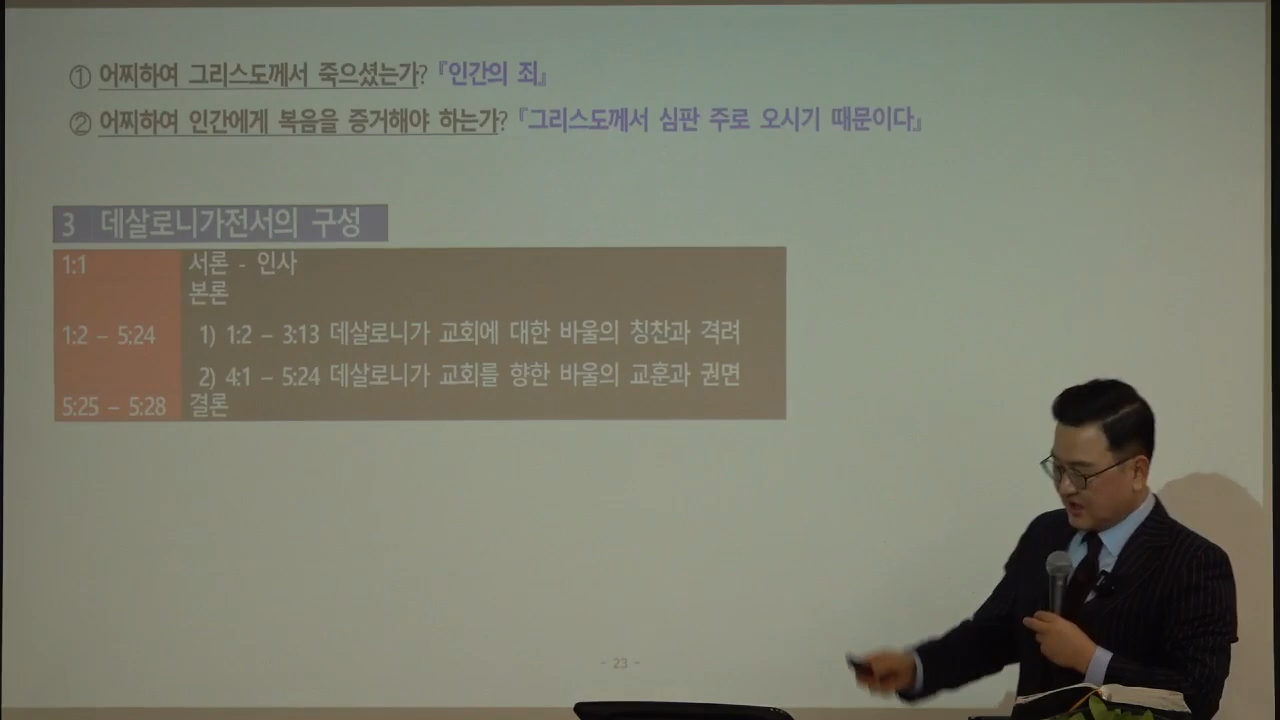 ① 어찌하여 그리스도께서 죽으셨는가? 『인간의 죄』
② 어찌하여 인간에게 복음을 증거해야 하는가? 『그리스도께서 심판 주로 오시기 때문이다』
3 데살로니가전서의 구성
1:1 서론 - 인사
본론
1:2 – 5:24 1) 1:2 – 3:13 데살로니가 교회에 대한 바울의 칭찬과 격려
2) 4:1 – 5:24 데살로니가 교회를 향한 바울의 교훈과 권면
5:25 – 5:28 결론
- 23 -